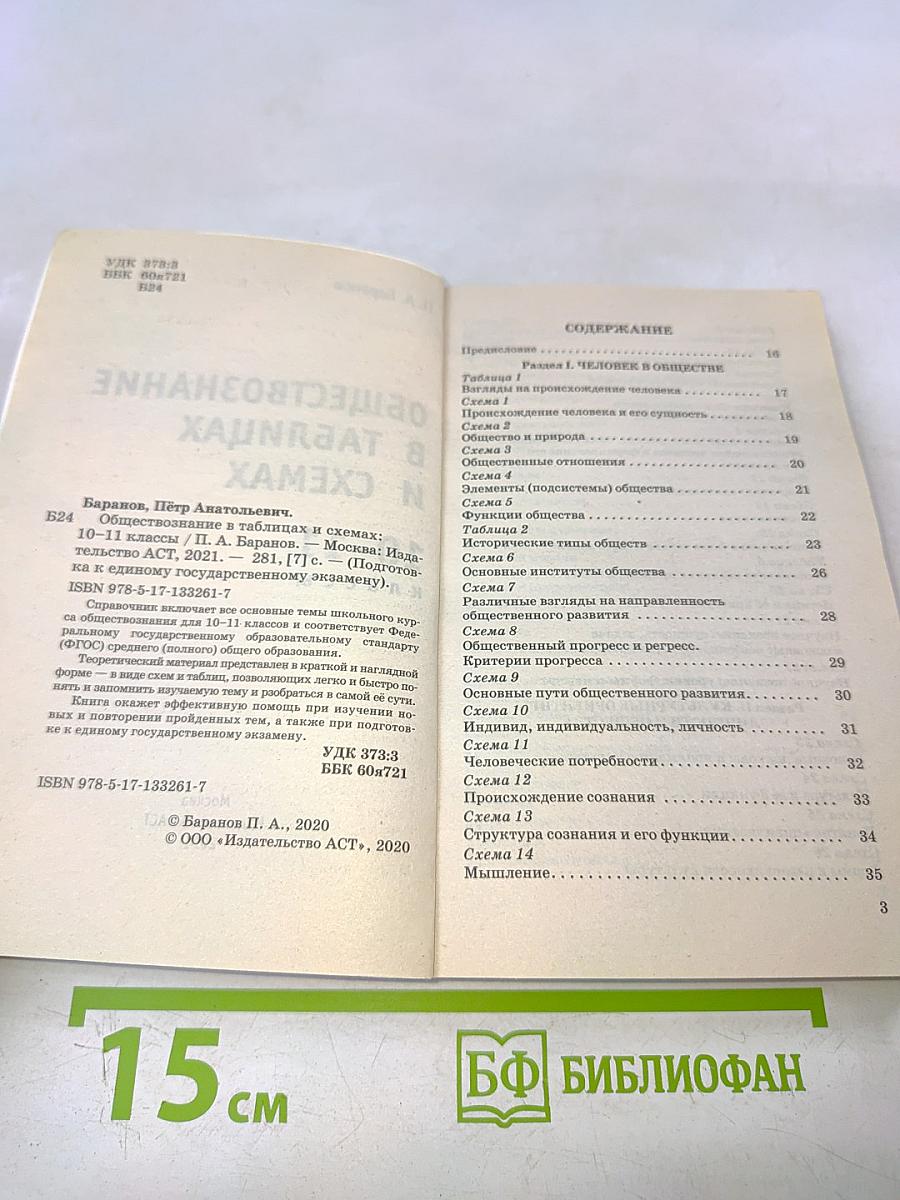 УДК 373:3
ББК 60я721
Б24
ОБЩЕСТВОЗНАНИЕ
В ТАБЛИЦАХ
И СХЕМАХ
Баранов, Пётр Анатольевич.
Б24 Обществознание в таблицах и схемах:
10–11 классы / П. А. Баранов. — Москва: Изда-
тельство АСТ, 2021. — 281, [7] с. — (Подготов-
ка к единому государственному экзамену).
ISBN 978-5-17-133261-7
Справочник включает все основные темы школьного кур-
са обществознания для 10–11 классов и соответствует Феде-
ральному государственному образовательному стандарту
(ФГОС) среднего (полного) общего образования.
Теоретический материал представлен в краткой и наглядной
форме — в виде схем и таблиц, позволяющих легко и быстро по-
нять и запомнить изучаемую тему и разобраться в самой её сути.
Книга окажет эффективную помощь при изучении но-
вых и повторении пройденных тем, а также при подготов-
ке к единому государственному экзамену.
УДК 373:3
ББК 60я721
ISBN 978-5-17-133261-7
© Баранов П. А., 2020
© ООО «Издательство АСТ», 2020
СОДЕРЖАНИЕ
Предисловие 16
Раздел I. ЧЕЛОВЕК В ОБЩЕСТВЕ
Таблица 1
Взгляды на происхождение человека 17
Схема 1
Происхождение человека и его сущность 18
Схема 2
Общество и природа 19
Схема 3
Общественные отношения 20
Схема 4
Элементы (подсистемы) общества 21
Схема 5
Функции общества 22
Таблица 2
Исторические типы обществ 23
Схема 6
Основные институты общества 26
Схема 7
Различные взгляды на направленность
общественного развития 28
Схема 8
Общественный прогресс и регресс.
Критерии прогресса 29
Схема 9
Основные пути общественного развития 30
Схема 10
Индивид, индивидуальность, личность 31
Схема 11
Человеческие потребности 32
Схема 12
Происхождение сознания 33
Схема 13
Структура сознания и его функции 34
Схема 14
Мышление 35
3
15 см
БФ БИБЛИОФАН